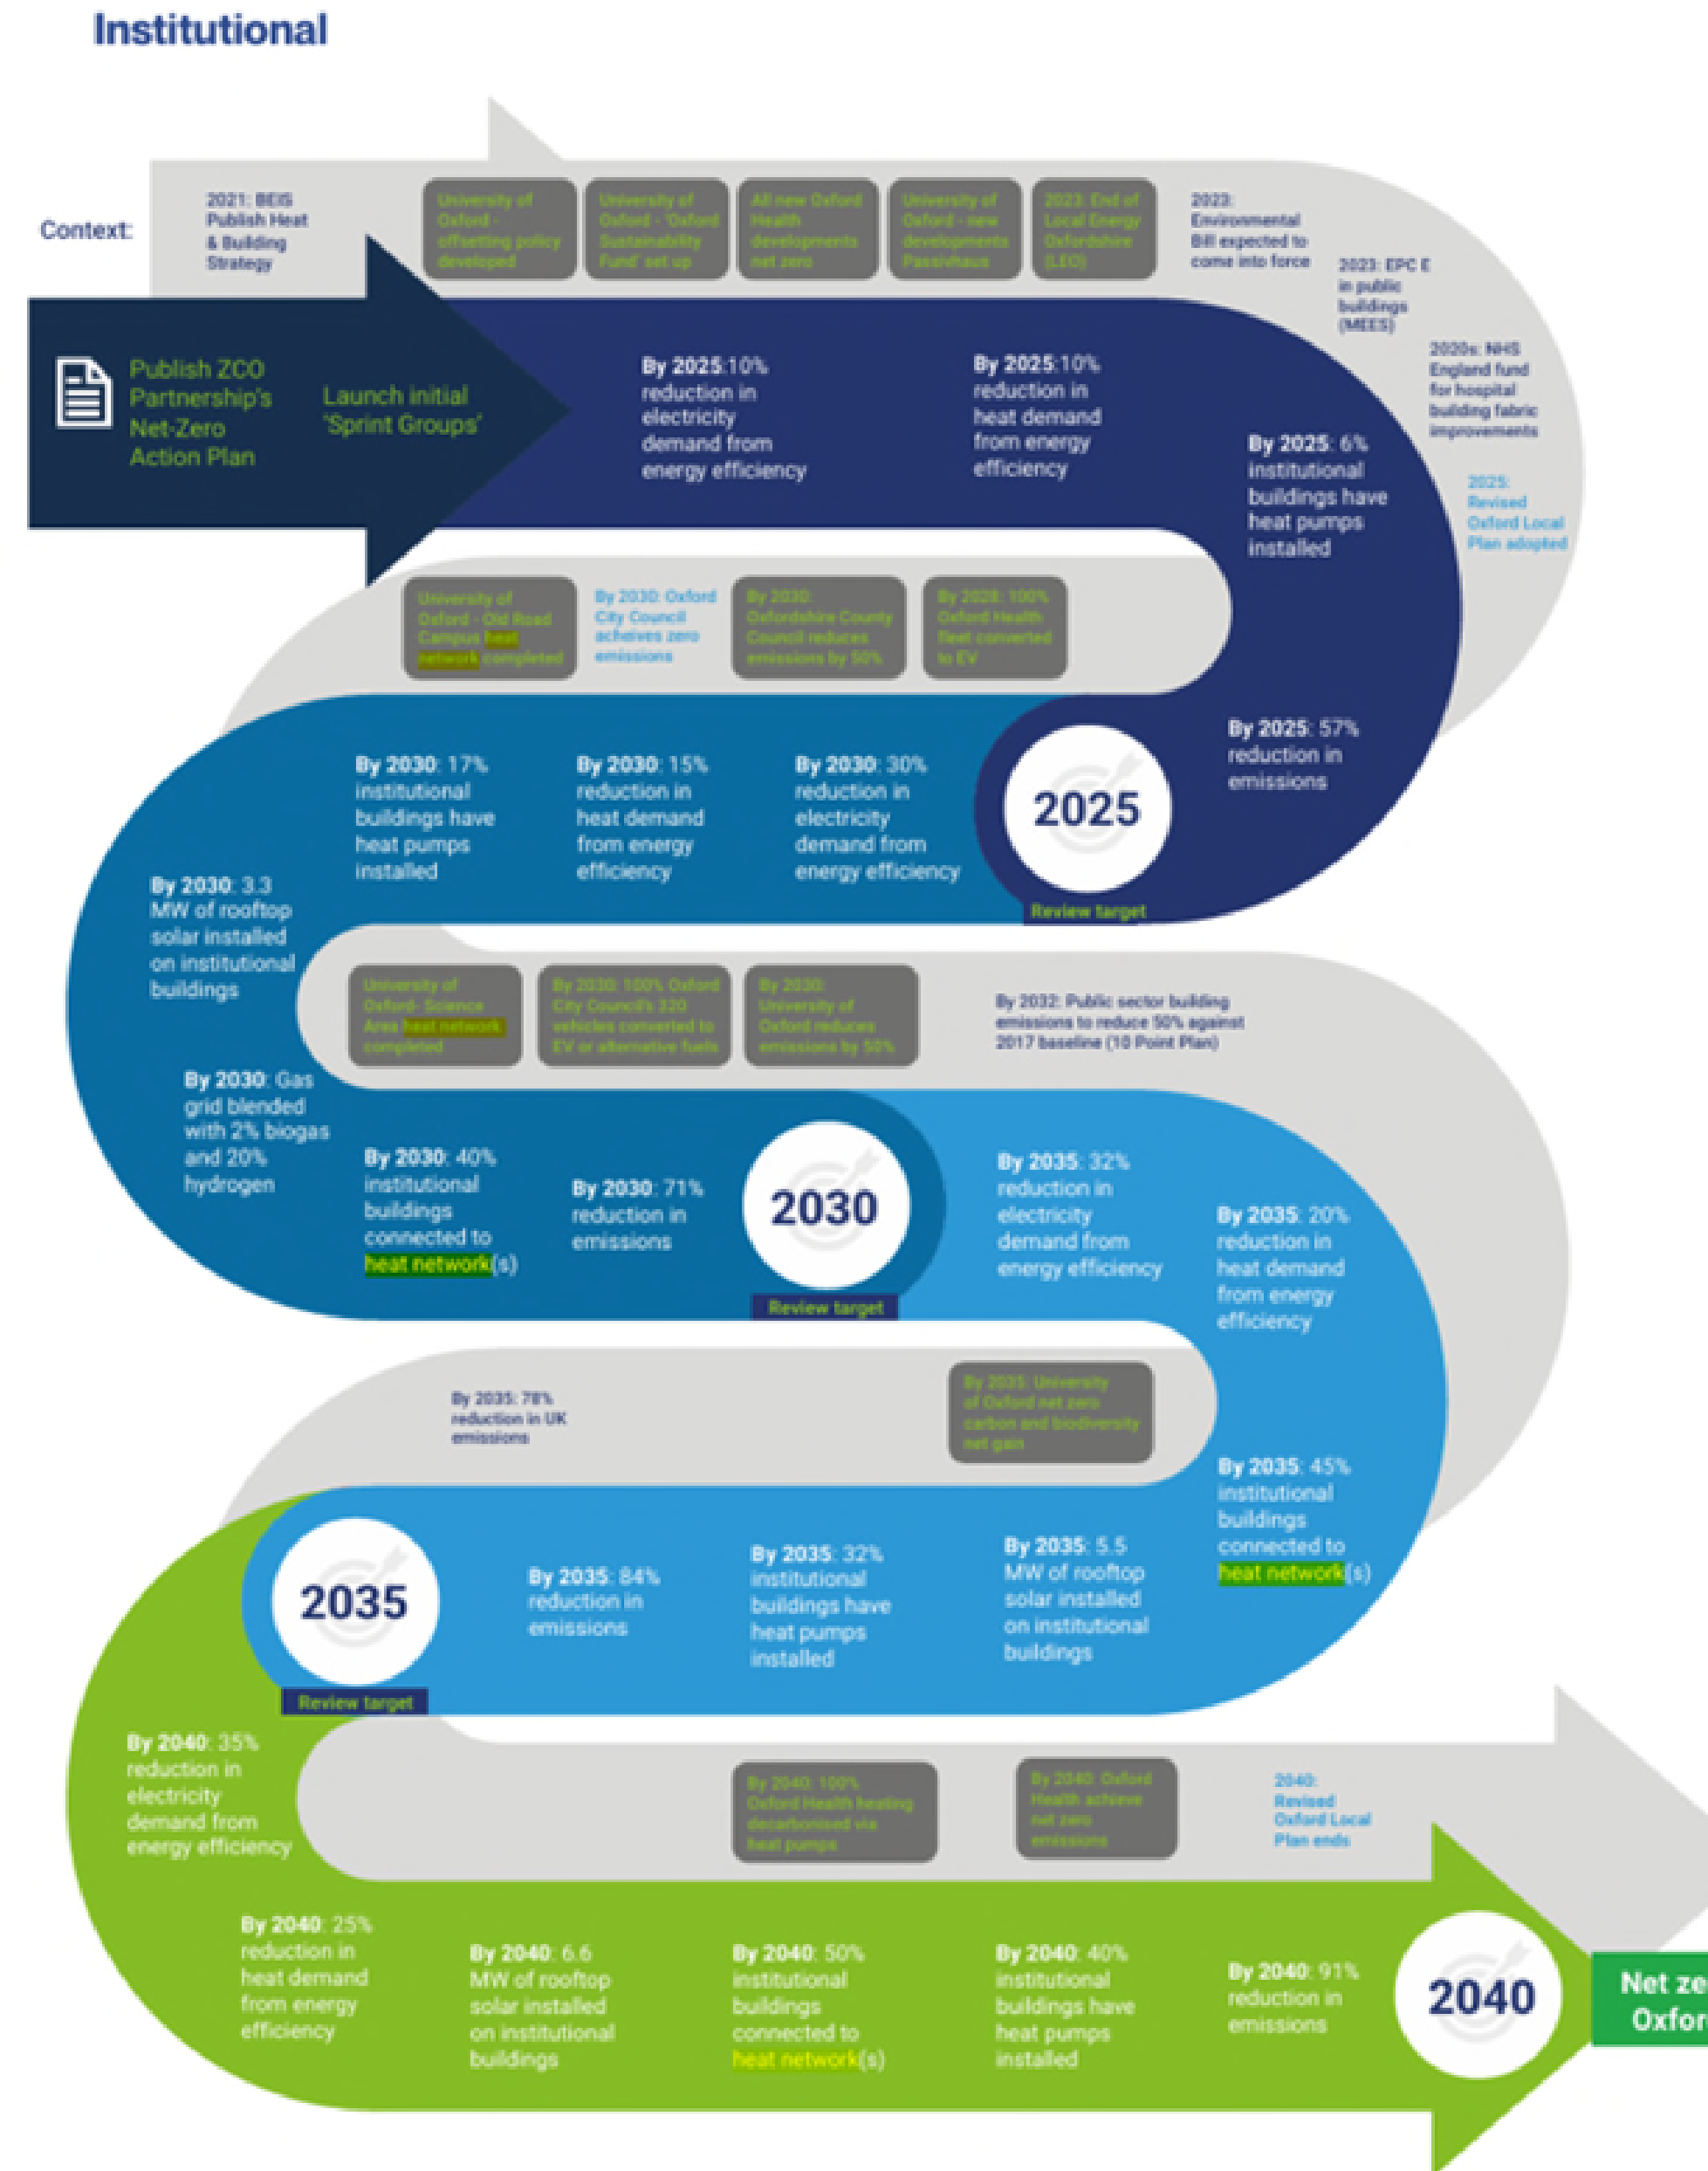 Institutional
Context:
2021: BEIS
Publish Heat
& Building
Strategy
University of
Oxford -
offsetting policy
developed
University of
Oxford - 'Oxford
Sustainability
Fund' set up
All new Oxford
Health
developments
net zero
University of
Oxford - new
developments
Passivhaus
2023: End of
Local Energy
Oxfordshire
(LEO)
2023:
Environmental
Bill expected to
come into force
2023: EPC E
in public
buildings
(MEES)
2020s: NHS
England fund
for hospital
building fabric
improvements
2025:
Revised
Oxford Local
Plan adopted
Publish ZCO
Partnership's
Net-Zero
Action Plan
Launch initial
'Sprint Groups'
By 2025:10%
reduction in
electricity
demand from
energy efficiency
By 2025:10%
reduction in
heat demand
from energy
efficiency
By 2025: 6%
institutional
buildings have
heat pumps
installed
By 2025: 57%
reduction in
emissions
2025
Review target
University of
Oxford - Old Road
Campus heat
network completed
By 2030: Oxford
City Council
acheives zero
emissions
By 2030:
Oxfordshire County
Council reduces
emissions by 50%
By 2028: 100%
Oxford Health
fleet converted
to EV
By 2030: 30%
reduction in
electricity
demand from
energy efficiency
By 2030: 15%
reduction in
heat demand
from energy
efficiency
By 2030: 17%
institutional
buildings have
heat pumps
installed
By 2030: 3.3
MW of rooftop
solar installed
on institutional
buildings
By 2030: Gas
grid blended
with 2% biogas
and 20%
hydrogen
By 2030: 40%
institutional
buildings
connected to
heat network(s)
By 2030: 71%
reduction in
emissions
2030
Review target
University of
Oxford- Science
Area heat network
completed
By 2030: 100% Oxford
City Council's 320
vehicles converted to
EV or alternative fuels
By 2030:
University of
Oxford reduces
emissions by 50%
By 2032: Public sector building
emissions to reduce 50% against
2017 baseline (10 Point Plan)
By 2035: 32%
reduction in
electricity
demand from
energy efficiency
By 2035: 20%
reduction in
heat demand
from energy
efficiency
By 2035: 45%
institutional
buildings
connected to
heat network(s)
By 2035: 5.5
MW of rooftop
solar installed
on institutional
buildings
By 2035: 32%
institutional
buildings have
heat pumps
installed
By 2035: 84%
reduction in
emissions
2035
Review target
By 2035: 78%
reduction in UK
emissions
By 2035: University
of Oxford net zero
carbon and biodiversity
net gain
By 2040: 35%
reduction in
electricity
demand from
energy efficiency
By 2040: 25%
reduction in
heat demand
from energy
efficiency
By 2040: 6.6
MW of rooftop
solar installed
on institutional
buildings
By 2040: 50%
institutional
buildings
connected to
heat network(s)
By 2040: 40%
institutional
buildings have
heat pumps
installed
By 2040: 91%
reduction in
emissions
By 2040: 100%
Oxford Health heating
decarbonised via
heat pumps
By 2040: Oxford
Health achieve
net zero
emissions
2040:
Revised
Oxford Local
Plan ends
2040
Net ze
Oxfor